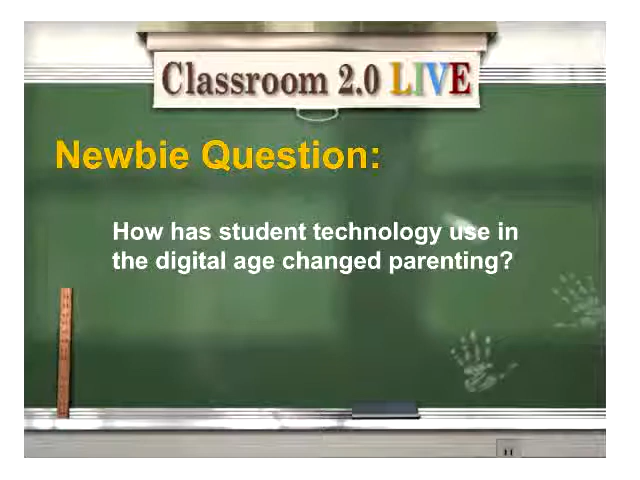 Classroom 2.0 LIVE
Newbie Question:
How has student technology use in
the digital age changed parenting?